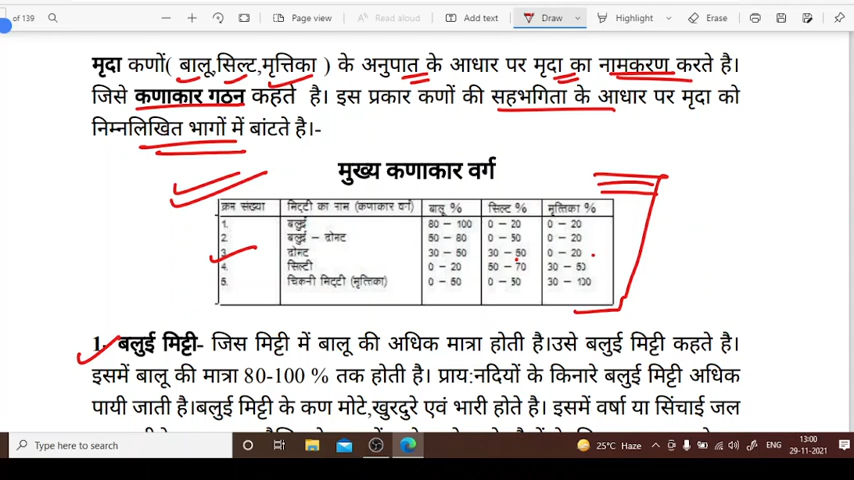 of 139
Page view
Read aloud
Add text
Draw
Highlight
Erase
मृदा कणों( बालू,सिल्ट,मृत्तिका ) के अनुपात के आधार पर मृदा का नामकरण करते है।
जिसे कणाकार गठन कहते है। इस प्रकार कणों की सहभगिता के आधार पर मृदा को
निम्नलिखित भागों में बांटते है।-
मुख्य कणाकार वर्ग
क्रम संख्या मिट्टी का नाम (कणाकार वर्ग) बालू % सिल्ट % मृत्तिका %
1. बलुई 80 – 100 0 – 20 0 – 20
2. बलुई – दोमट 50 – 80 0 – 50 0 – 20
3. दोमट 30 – 50 30 – 50 0 – 20
4. सिल्टी 0 – 20 50 – 70 30 – 50
5. चिकनी मिट्टी (मृत्तिका) 0 – 50 0 – 50 30 – 100
1- बलुई मिट्टी- जिस मिट्टी में बालू की अधिक मात्रा होती है।उसे बलुई मिट्टी कहते है।
इसमें बालू की मात्रा 80-100 % तक होती है। प्राय:नदियों के किनारे बलुई मिट्टी अधिक
पायी जाती है।बलुई मिट्टी के कण मोटे,खुरदुरे एवं भारी होते है। इसमें वर्षा या सिंचाई जल
Type here to search
25°C Haze
ENG
13:00
29-11-2021